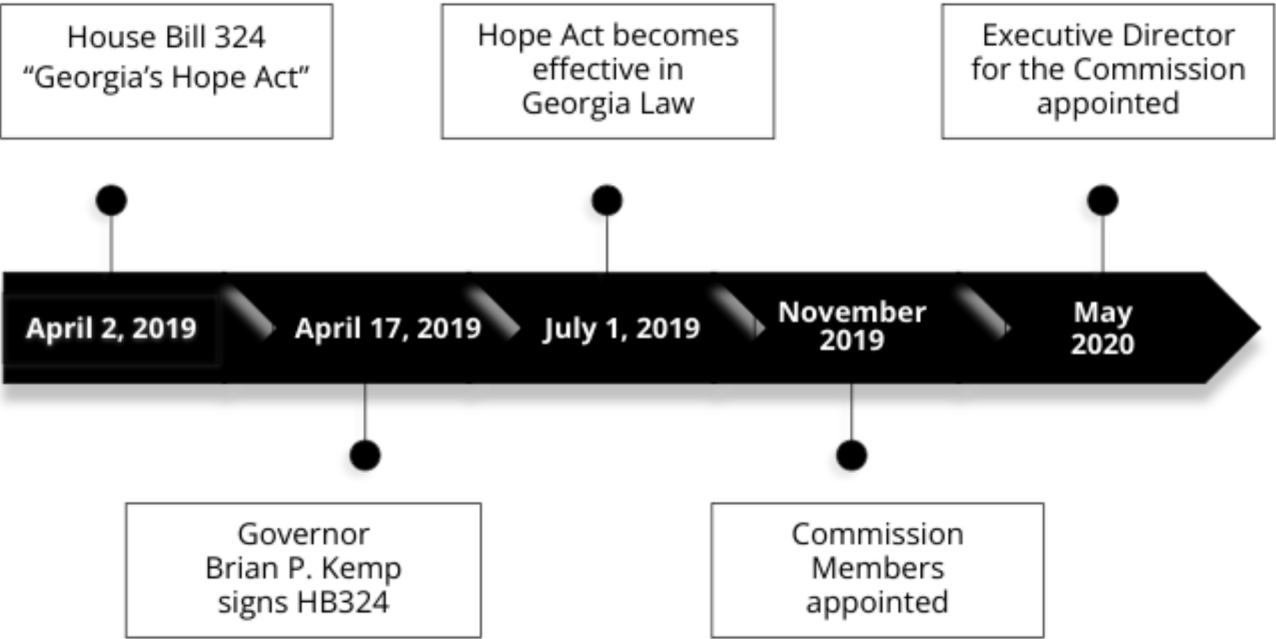 House Bill 324
“Georgia’s Hope Act”
Hope Act becomes
effective in
Georgia Law
Executive Director
for the Commission
appointed
April 2, 2019
April 17, 2019
July 1, 2019
November
2019
May
2020
Governor
Brian P. Kemp
signs HB324
Commission
Members
appointed